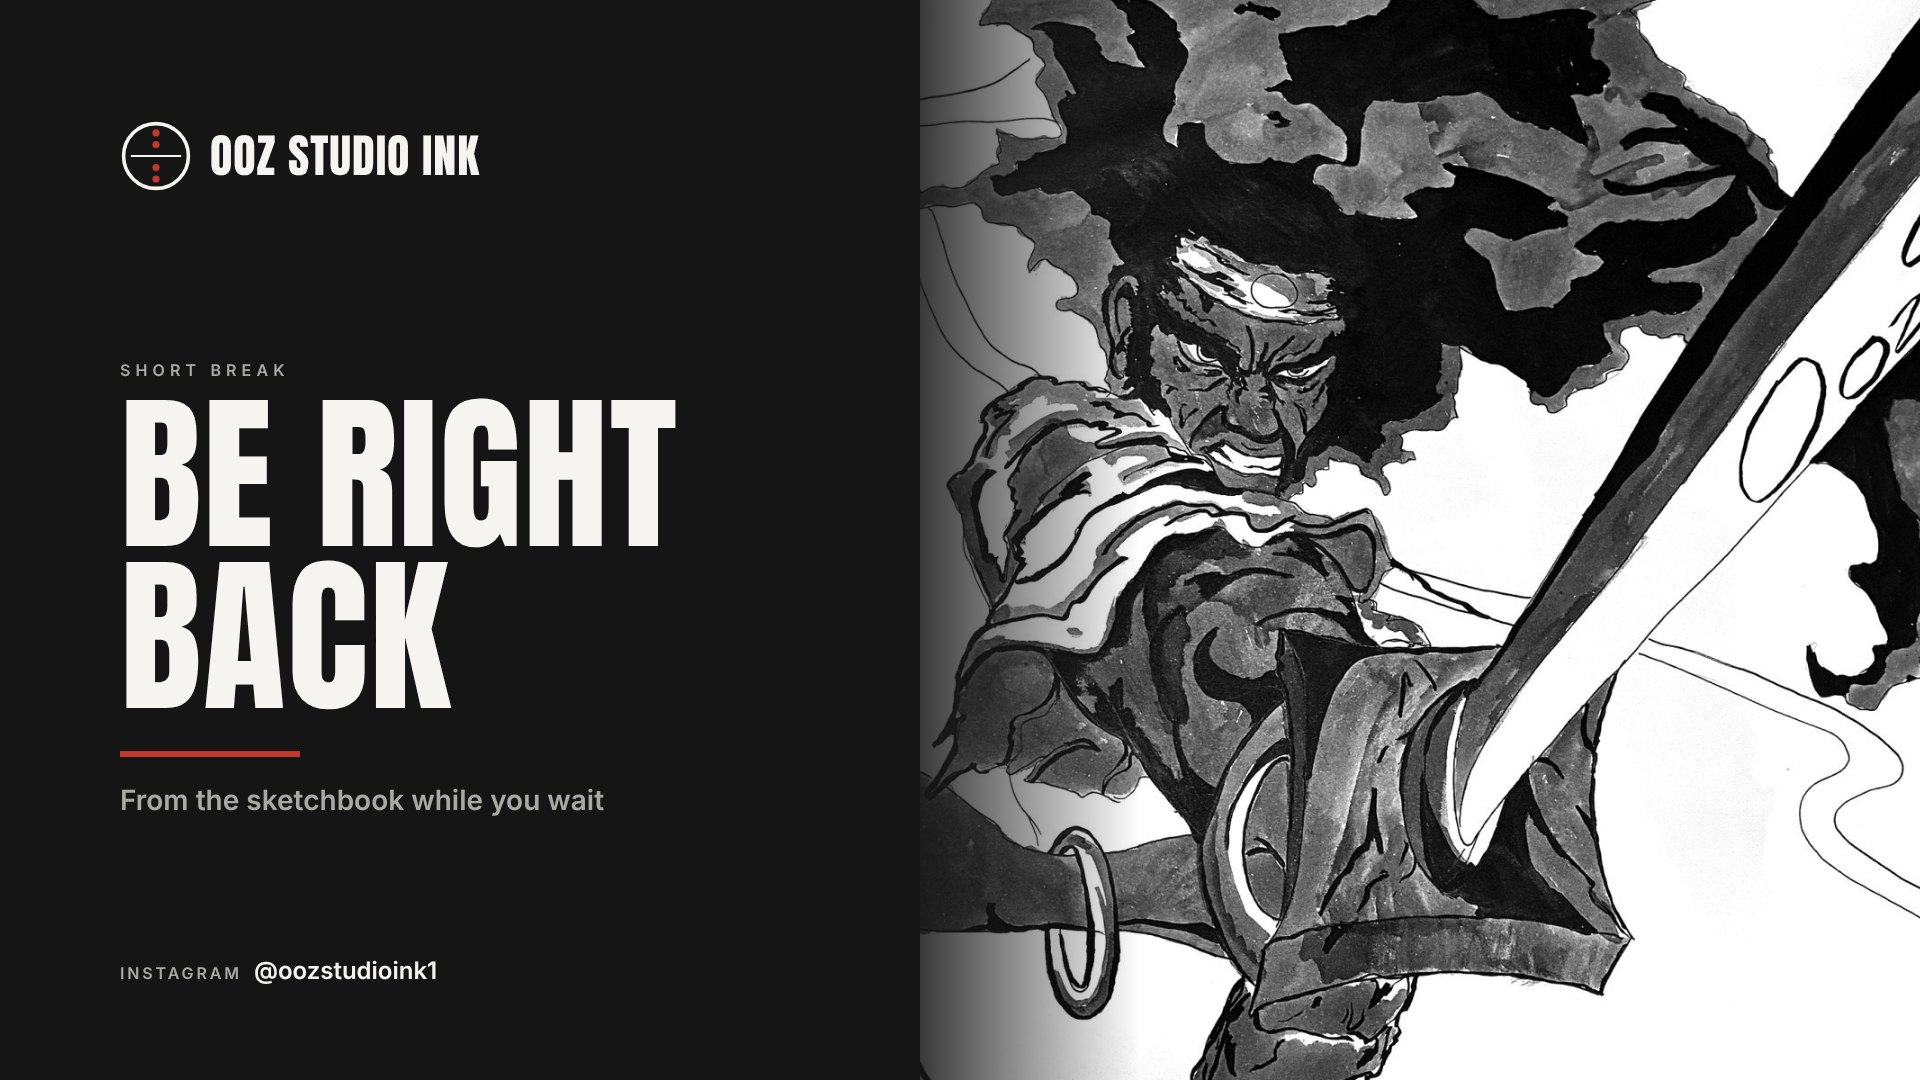 OOZ STUDIO INK
SHORT BREAK
BE RIGHT
BACK
From the sketchbook while you wait
INSTAGRAM @oozstudioink1